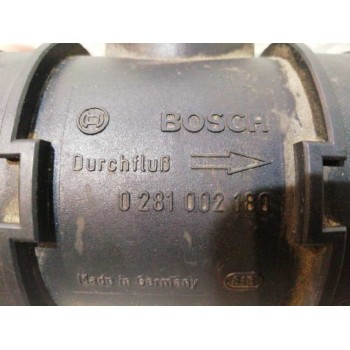 BOSCH
Durchfluß
0 281 002 180
Made in Germany